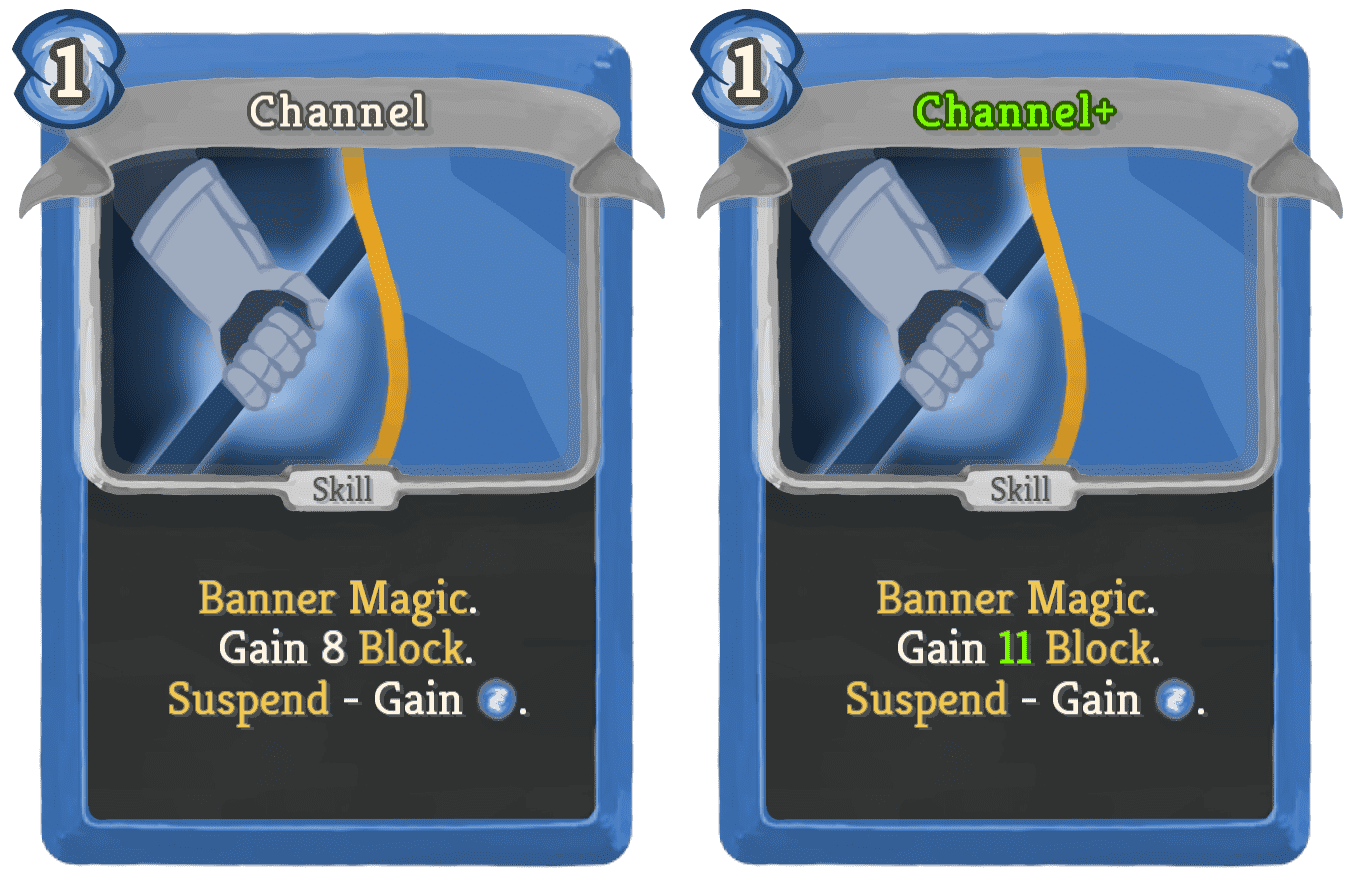 1
Channel
Skill
Banner Magic.
Gain 8 Block.
Suspend - Gain .
1
Channel+
Skill
Banner Magic.
Gain 11 Block.
Suspend - Gain .